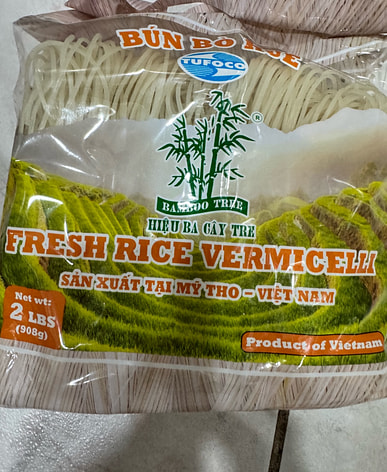 BÚN BÒ HUẾ
TUFOCO
®
BAMBOO TREE
HIỆU BA CÂY TRE
FRESH RICE VERMICELLI
SẢN XUẤT TẠI MỸ THO - VIỆT NAM
Net wt:
2 LBS
(908g)
Product of Vietnam